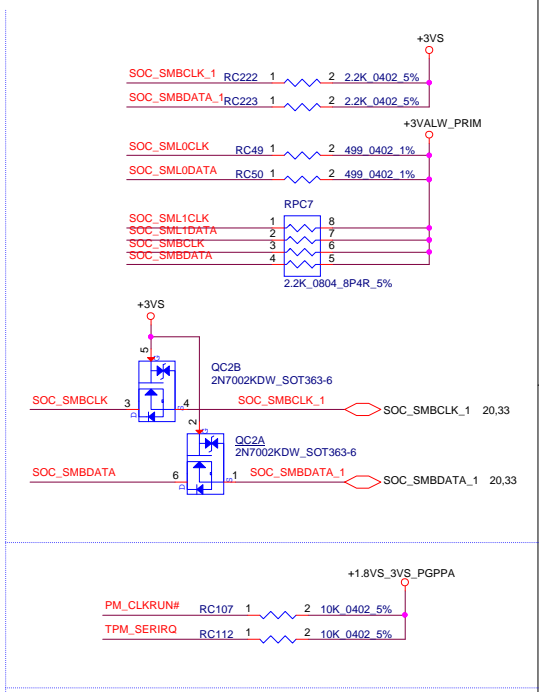 +3VS
SOC_SMBCLK_1 RC222 1 2 2.2K_0402_5%
SOC_SMBDATA_1 RC223 1 2 2.2K_0402_5%
+3VALW_PRIM
SOC_SML0CLK RC49 1 2 499_0402_1%
SOC_SML0DATA RC50 1 2 499_0402_1%
RPC7
SOC_SML1CLK 1 8
SOC_SML1DATA 2 7
SOC_SMBCLK 3 6
SOC_SMBDATA 4 5
2.2K_0804_8P4R_5%
+3VS
5
G
QC2B
2N7002KDW_SOT363-6
SOC_SMBCLK 3 D S 4 SOC_SMBCLK_1 SOC_SMBCLK_1 20,33
2
G
QC2A
2N7002KDW_SOT363-6
SOC_SMBDATA 6 D S 1 SOC_SMBDATA_1 SOC_SMBDATA_1 20,33
+1.8VS_3VS_PGPPA
PM_CLKRUN# RC107 1 2 10K_0402_5%
TPM_SERIRQ RC112 1 2 10K_0402_5%